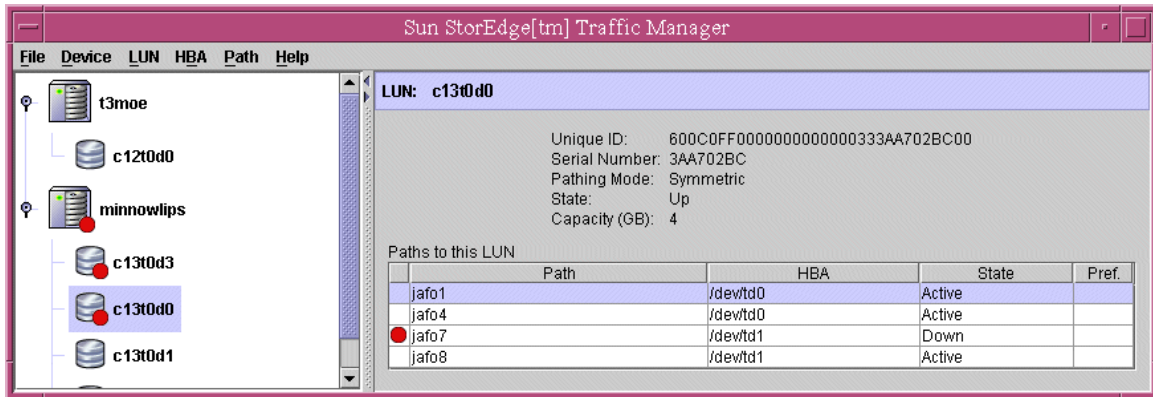 Sun StorEdge[tm] Traffic Manager
File Device LUN HBA Path Help
t3moe
c12t0d0
minnowlips
c13t0d3
c13t0d0
c13t0d1
LUN: c13t0d0
Unique ID: 600C0FF0000000000000333AA702BC00
Serial Number: 3AA702BC
Pathing Mode: Symmetric
State: Up
Capacity (GB): 4
Paths to this LUN
Path HBA State Pref.
jafo1 /dev/td0 Active
jafo4 /dev/td0 Active
jafo7 /dev/td1 Down
jafo8 /dev/td1 Active